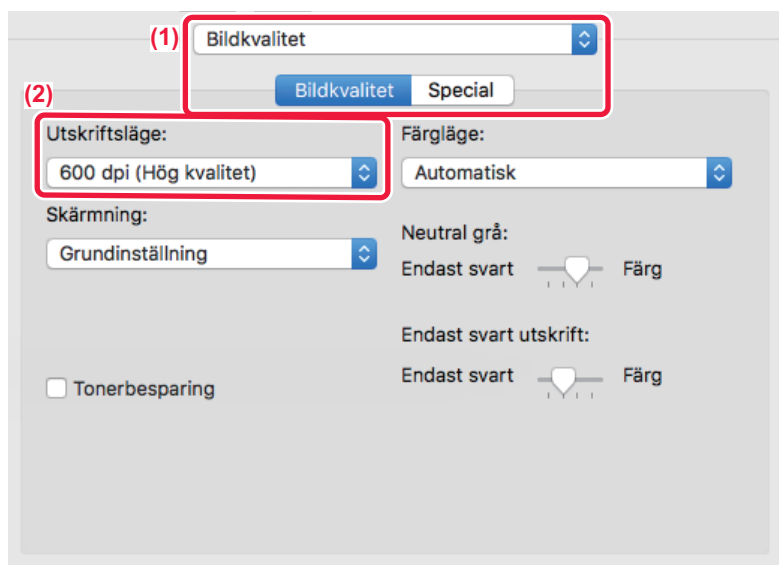 (1)
Bildkvalitet
Bildkvalitet Special
(2)
Utskriftsläge:
600 dpi (Hög kvalitet)
Skärmning:
Grundinställning
Tonerbesparing
Färgläge:
Automatisk
Neutral grå:
Endast svart Färg
Endast svart utskrift:
Endast svart Färg